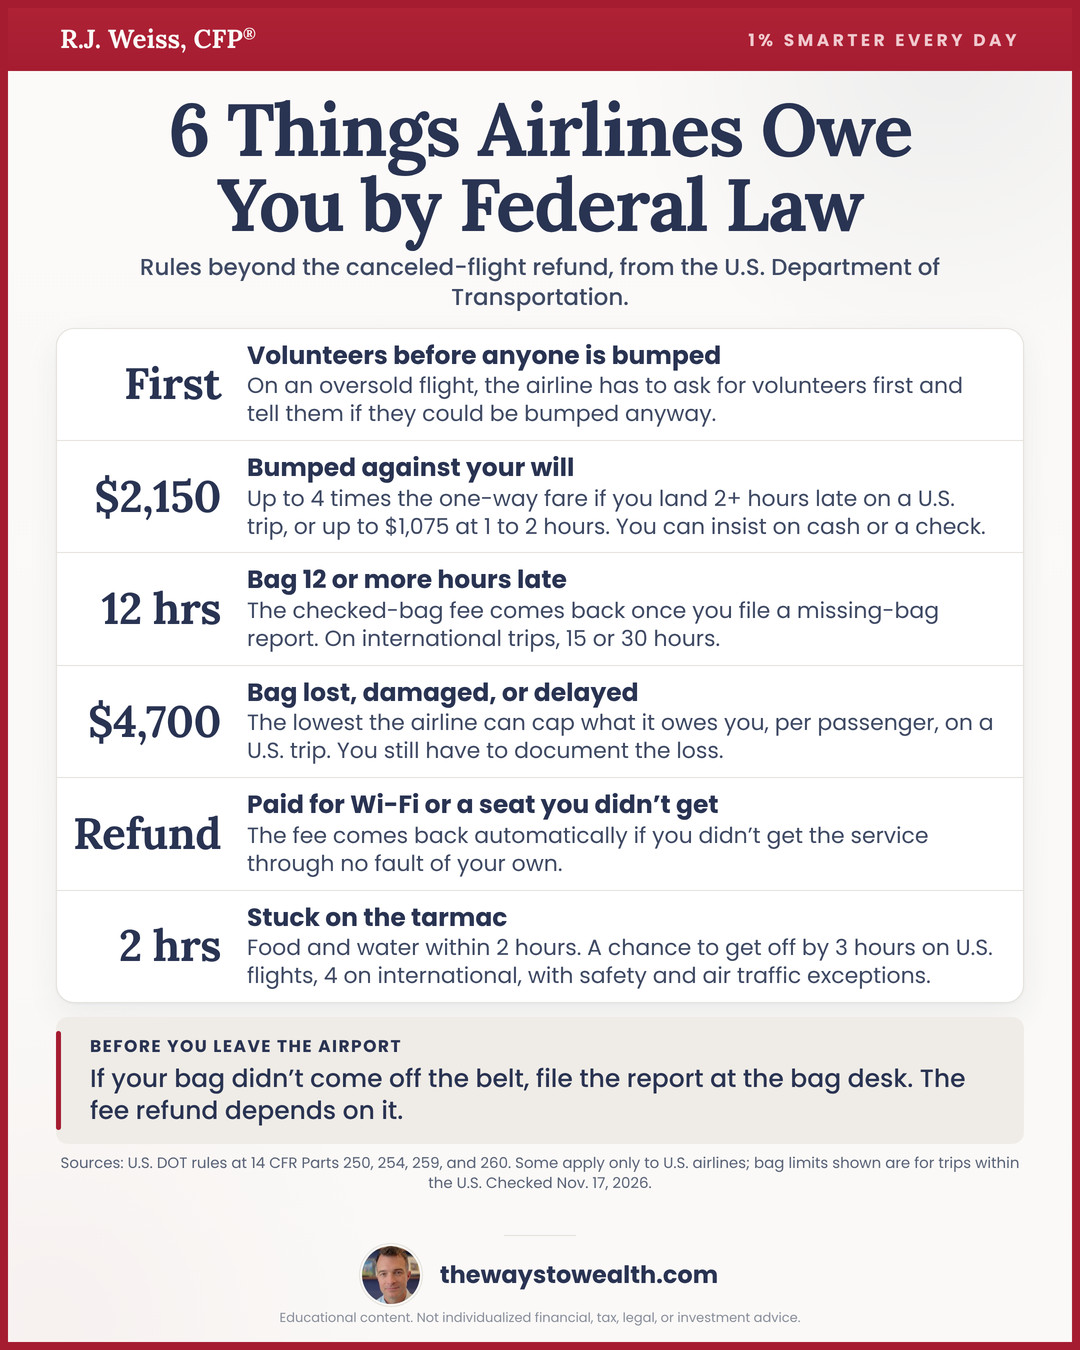 R.J. Weiss, CFP®
1% SMARTER EVERY DAY
6 Things Airlines Owe
You by Federal Law
Rules beyond the canceled-flight refund, from the U.S. Department of
Transportation.
First
Volunteers before anyone is bumped
On an oversold flight, the airline has to ask for volunteers first and
tell them if they could be bumped anyway.
$2,150
Bumped against your will
Up to 4 times the one-way fare if you land 2+ hours late on a U.S.
trip, or up to $1,075 at 1 to 2 hours. You can insist on cash or a check.
12 hrs
Bag 12 or more hours late
The checked-bag fee comes back once you file a missing-bag
report. On international trips, 15 or 30 hours.
$4,700
Bag lost, damaged, or delayed
The lowest the airline can cap what it owes you, per passenger, on a
U.S. trip. You still have to document the loss.
Refund
Paid for Wi-Fi or a seat you didn’t get
The fee comes back automatically if you didn’t get the service
through no fault of your own.
2 hrs
Stuck on the tarmac
Food and water within 2 hours. A chance to get off by 3 hours on U.S.
flights, 4 on international, with safety and air traffic exceptions.
BEFORE YOU LEAVE THE AIRPORT
If your bag didn’t come off the belt, file the report at the bag desk. The
fee refund depends on it.
Sources: U.S. DOT rules at 14 CFR Parts 250, 254, 259, and 260. Some apply only to U.S. airlines; bag limits shown are for trips within
the U.S. Checked Nov. 17, 2026.
thewaystowealth.com
Educational content. Not individualized financial, tax, legal, or investment advice.